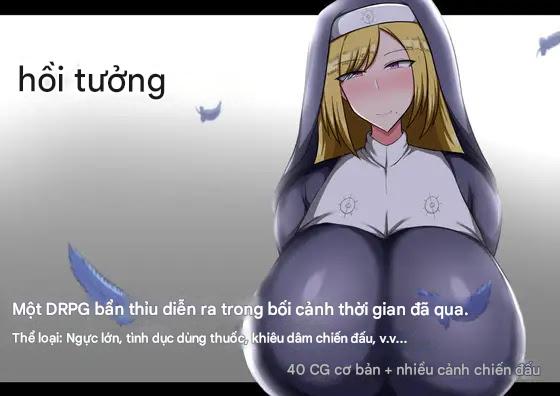 hồi tưởng
Một DRPG bẩn thỉu diễn ra trong bối cảnh thời gian đã qua.
Thể loại: Ngực lớn, tình dục dùng thuốc, khiêu dâm chiến đấu, v.v...
40 CG cơ bản + nhiều cảnh chiến đấu